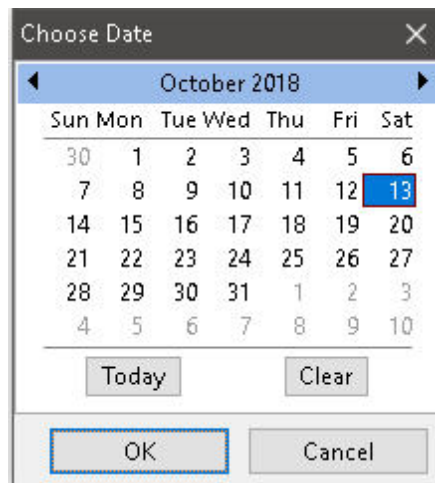 Choose Date
October 2018
Sun Mon Tue Wed Thu Fri Sat
30 1 2 3 4 5 6
7 8 9 10 11 12 13
14 15 16 17 18 19 20
21 22 23 24 25 26 27
28 29 30 31 1 2 3
4 5 6 7 8 9 10
Today Clear
OK Cancel